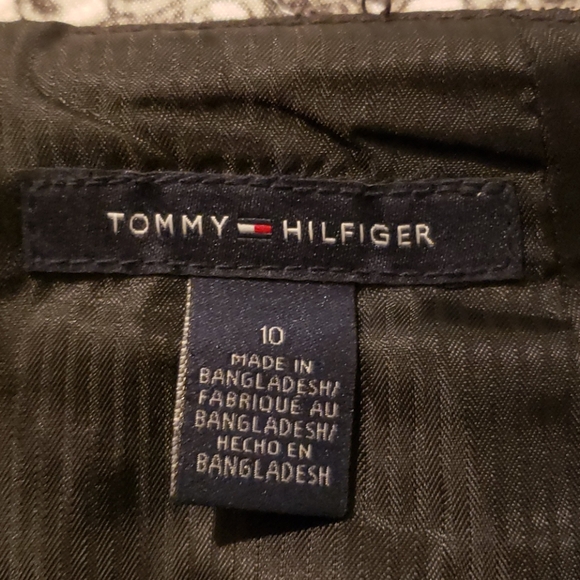 TOMMY HILFIGER
10
MADE IN
BANGLADESH/
FABRIQUÉ AU
BANGLADESH/
HECHO EN
BANGLADESH